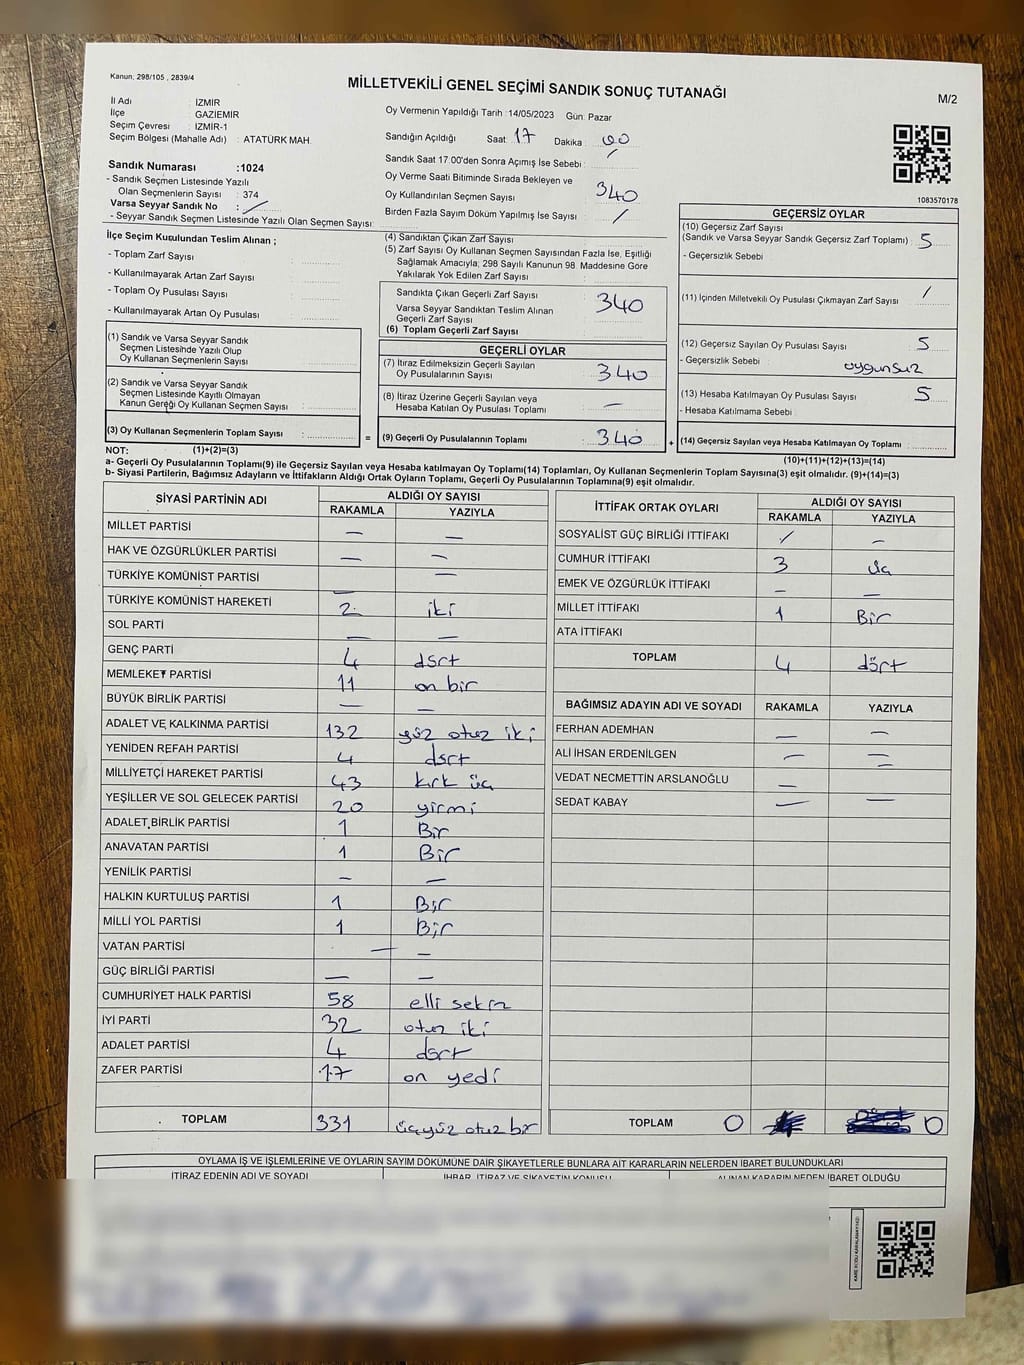 Kanun; 298/105 , 2839/4
MİLLETVEKİLİ GENEL SEÇİMİ SANDIK SONUÇ TUTANAĞI
M/2
İl Adı : İZMİR
İlçe : GAZİEMİR
Seçim Çevresi : İZMİR-1
Seçim Bölgesi (Mahalle Adı) : ATATÜRK MAH.
Sandık Numarası :1024
- Sandık Seçmen Listesinde Yazılı
Olan Seçmenlerin Sayısı : 374
Varsa Seyyar Sandık No : /
- Seyyar Sandık Seçmen Listesinde Yazılı Olan Seçmen Sayısı:
Oy Vermenin Yapıldığı Tarih :14/05/2023 Gün: Pazar
Sandığın Açıldığı Saat 17 Dakika 00
Sandık Saat 17.00'den Sonra Açımış İse Sebebi : /
Oy Verme Saati Bitiminde Sırada Bekleyen ve
Oy Kullandırılan Seçmen Sayısı : 340
Birden Fazla Sayım Döküm Yapılmış İse Sayısı : /
1083570178
İlçe Seçim Kuulundan Teslim Alınan ;
- Toplam Zarf Sayısı :
- Kullanılmayarak Artan Zarf Sayısı :
- Toplam Oy Pusulası Sayısı :
- Kullanılmayarak Artan Oy Pusulası :
(1) Sandık ve Varsa Seyyar Sandık
Seçmen Listesinde Yazılı Olup
Oy Kullanan Seçmenlerin Sayısı :
(2) Sandık ve Varsa Seyyar Sandık
Seçmen Listesinde Kayıtlı Olmayan
Kanun Gereği Oy Kullanan Seçmen Sayısı :
(3) Oy Kullanan Seçmenlerin Toplam Sayısı :
(4) Sandıktan Çıkan Zarf Sayısı :
(5) Zarf Sayısı Oy Kullanan Seçmen Sayısından Fazla İse, Eşitliği
Sağlamak Amacıyla; 298 Sayılı Kanunun 98. Maddesine Göre
Yakılarak Yok Edilen Zarf Sayısı :
Sandıkta Çıkan Geçerli Zarf Sayısı : 340
Varsa Seyyar Sandıktan Teslim Alınan
Geçerli Zarf Sayısı :
(6) Toplam Geçerli Zarf Sayısı :
GEÇERLİ OYLAR
(7) İtiraz Edilmeksizin Geçerli Sayılan
Oy Pusulalarının Sayısı : 340
(8) İtiraz Üzerine Geçerli Sayılan veya
Hesaba Katılan Oy Pusulası Toplamı : —
= (9) Geçerli Oy Pusulalarının Toplamı : 340 +
GEÇERSİZ OYLAR
(10) Geçersiz Zarf Sayısı
(Sandık ve Varsa Seyyar Sandık Geçersiz Zarf Toplamı) : 5
- Geçersizlik Sebebi :
(11) İçinden Milletvekili Oy Pusulası Çıkmayan Zarf Sayısı : /
(12) Geçersiz Sayılan Oy Pusulası Sayısı : 5
- Geçersizlik Sebebi : oygunsuz
(13) Hesaba Katılmayan Oy Pusulası Sayısı : 5
- Hesaba Katılmama Sebebi :
(14) Geçersiz Sayılan veya Hesaba Katılmayan Oy Toplamı :
NOT: (1)+(2)=(3) (10)+(11)+(12)+(13)=(14)
a- Geçerli Oy Pusulalarının Toplamı(9) ile Geçersiz Sayılan veya Hesaba katılmayan Oy Toplamı(14) Toplamları, Oy Kullanan Seçmenlerin Toplam Sayısına(3) eşit olmalıdır. (9)+(14)=(3)
b- Siyasi Partilerin, Bağımsız Adayların ve İttifakların Aldığı Ortak Oyların Toplamı, Geçerli Oy Pusulalarının Toplamına(9) eşit olmalıdır.
SİYASİ PARTİNİN ADI ALDIĞI OY SAYISI
RAKAMLA YAZIYLA
MİLLET PARTİSİ — —
HAK VE ÖZGÜRLÜKLER PARTİSİ — —
TÜRKİYE KOMÜNİST PARTİSİ — —
TÜRKİYE KOMÜNİST HAREKETİ 2 iki
SOL PARTİ — —
GENÇ PARTİ 4 dört
MEMLEKET PARTİSİ 11 on bir
BÜYÜK BİRLİK PARTİSİ — —
ADALET VE KALKINMA PARTİSİ 132 yüz otuz iki
YENİDEN REFAH PARTİSİ 4 dört
MİLLİYETÇİ HAREKET PARTİSİ 43 kırk üç
YEŞİLLER VE SOL GELECEK PARTİSİ 20 yirmi
ADALET BİRLİK PARTİSİ 1 Bir
ANAVATAN PARTİSİ 1 Bir
YENİLİK PARTİSİ — —
HALKIN KURTULUŞ PARTİSİ 1 Bir
MİLLİ YOL PARTİSİ 1 Bir
VATAN PARTİSİ — —
GÜÇ BİRLİĞİ PARTİSİ — —
CUMHURİYET HALK PARTİSİ 58 elli sekiz
İYİ PARTİ 32 otuz iki
ADALET PARTİSİ 4 dört
ZAFER PARTİSİ 17 on yedi
TOPLAM 331 üçyüz otuz bir
İTTİFAK ORTAK OYLARI ALDIĞI OY SAYISI
RAKAMLA YAZIYLA
SOSYALİST GÜÇ BİRLİĞİ İTTİFAKI / —
CUMHUR İTTİFAKI 3 üç
EMEK VE ÖZGÜRLÜK İTTİFAKI — —
MİLLET İTTİFAKI 1 Bir
ATA İTTİFAKI
TOPLAM 4 dört
BAĞIMSIZ ADAYIN ADI VE SOYADI RAKAMLA YAZIYLA
FERHAN ADEMHAN — —
ALİ İHSAN ERDENİLGEN — —
VEDAT NECMETTİN ARSLANOĞLU — —
SEDAT KABAY — —
TOPLAM 0 0
OYLAMA İŞ VE İŞLEMLERİNE VE OYLARIN SAYIM DÖKÜMÜNE DAİR ŞİKAYETLERLE BUNLARA AİT KARARLARIN NELERDEN İBARET BULUNDUKLARI
İTİRAZ EDENİN ADI VE SOYADI İHBAR, İTİRAZ VE ŞİKAYETİN KONUSU ALINAN KARARIN NEDEN İBARET OLDUĞU